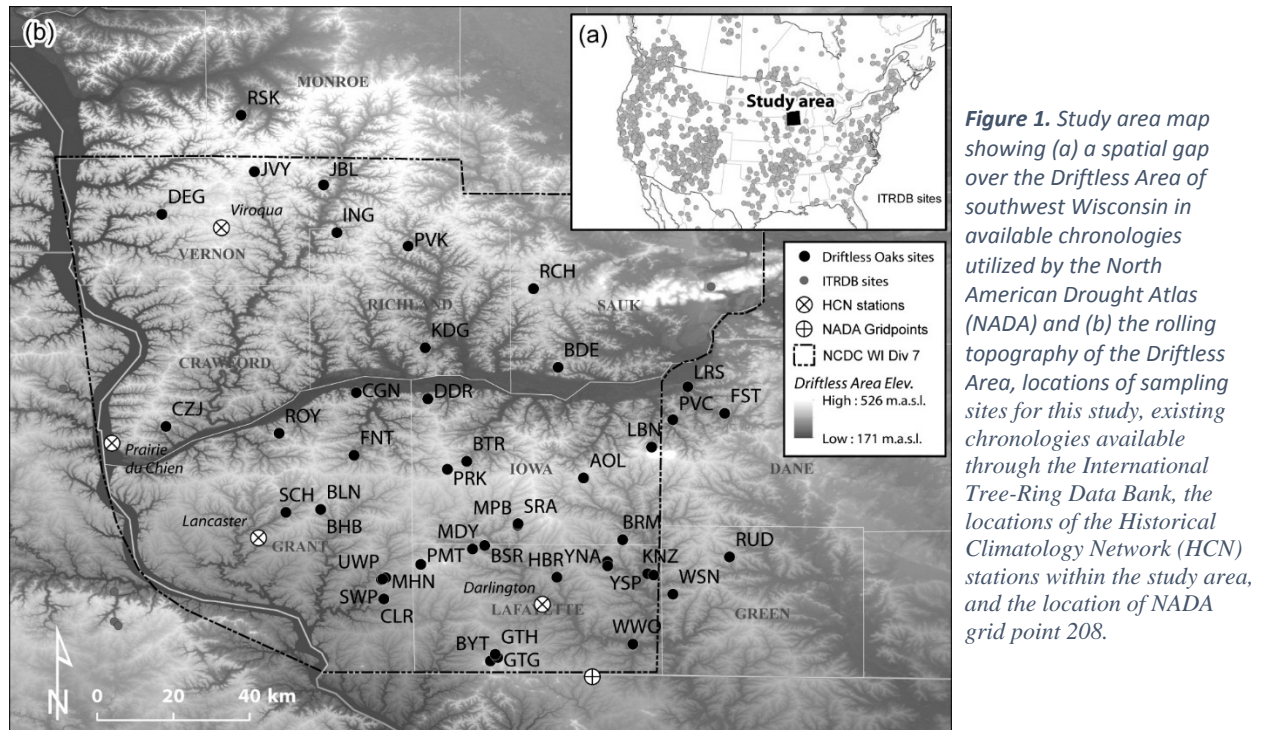 (b)
MONROE
RSK
JVY
JBL
DEG
Viroqua
ING
VERNON
PVK
RCH
RICHLAND
SAUK
KDG
CRAWFORD
BDE
CGN
DDR
LRS
FST
PVC
CZJ
ROY
FNT
LBN
Prairie
du Chien
BTR
IOWA
AOL
DANE
PRK
SCH
BLN
MPB
SRA
Lancaster
BHB
GRANT
MDY
BRM
UWP
PMT
BSR
HBR
YNA
KNZ
RUD
MHN
Darlington
YSP
WSN
SWP
LAFAYETTE
CLR
GREEN
WWO
BYT
GTH
GTG
N
0 20 40 km
(a)
Study area
ITRDB sites
Driftless Oaks sites
ITRDB sites
HCN stations
NADA Gridpoints
NCDC WI Div 7
Driftless Area Elev.
High : 526 m.a.s.l.
Low : 171 m.a.s.l.
Figure 1. Study area map
showing (a) a spatial gap
over the Driftless Area of
southwest Wisconsin in
available chronologies
utilized by the North
American Drought Atlas
(NADA) and (b) the rolling
topography of the Driftless
Area, locations of sampling
sites for this study, existing
chronologies available
through the International
Tree-Ring Data Bank, the
locations of the Historical
Climatology Network (HCN)
stations within the study area,
and the location of NADA
grid point 208.